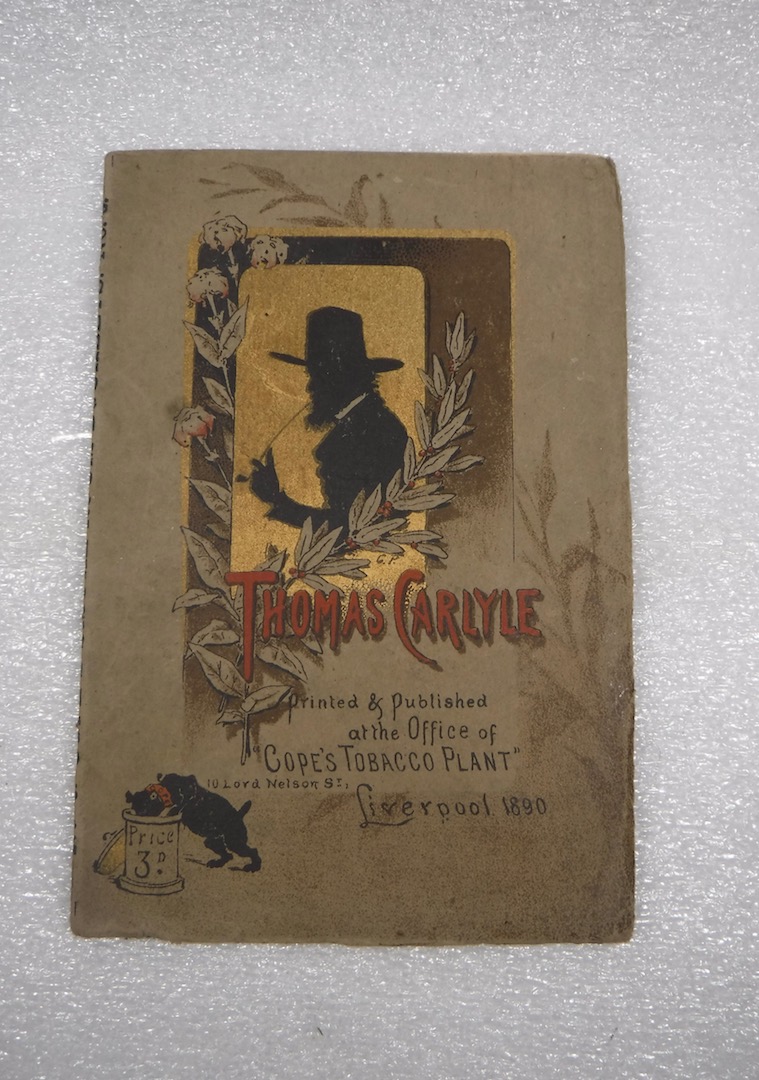 G.P
THOMAS CARLYLE
Printed & Published
at the Office of
"COPE'S TOBACCO PLANT"
10 Lord Nelson St;
Liverpool. 1890
Price
3D.